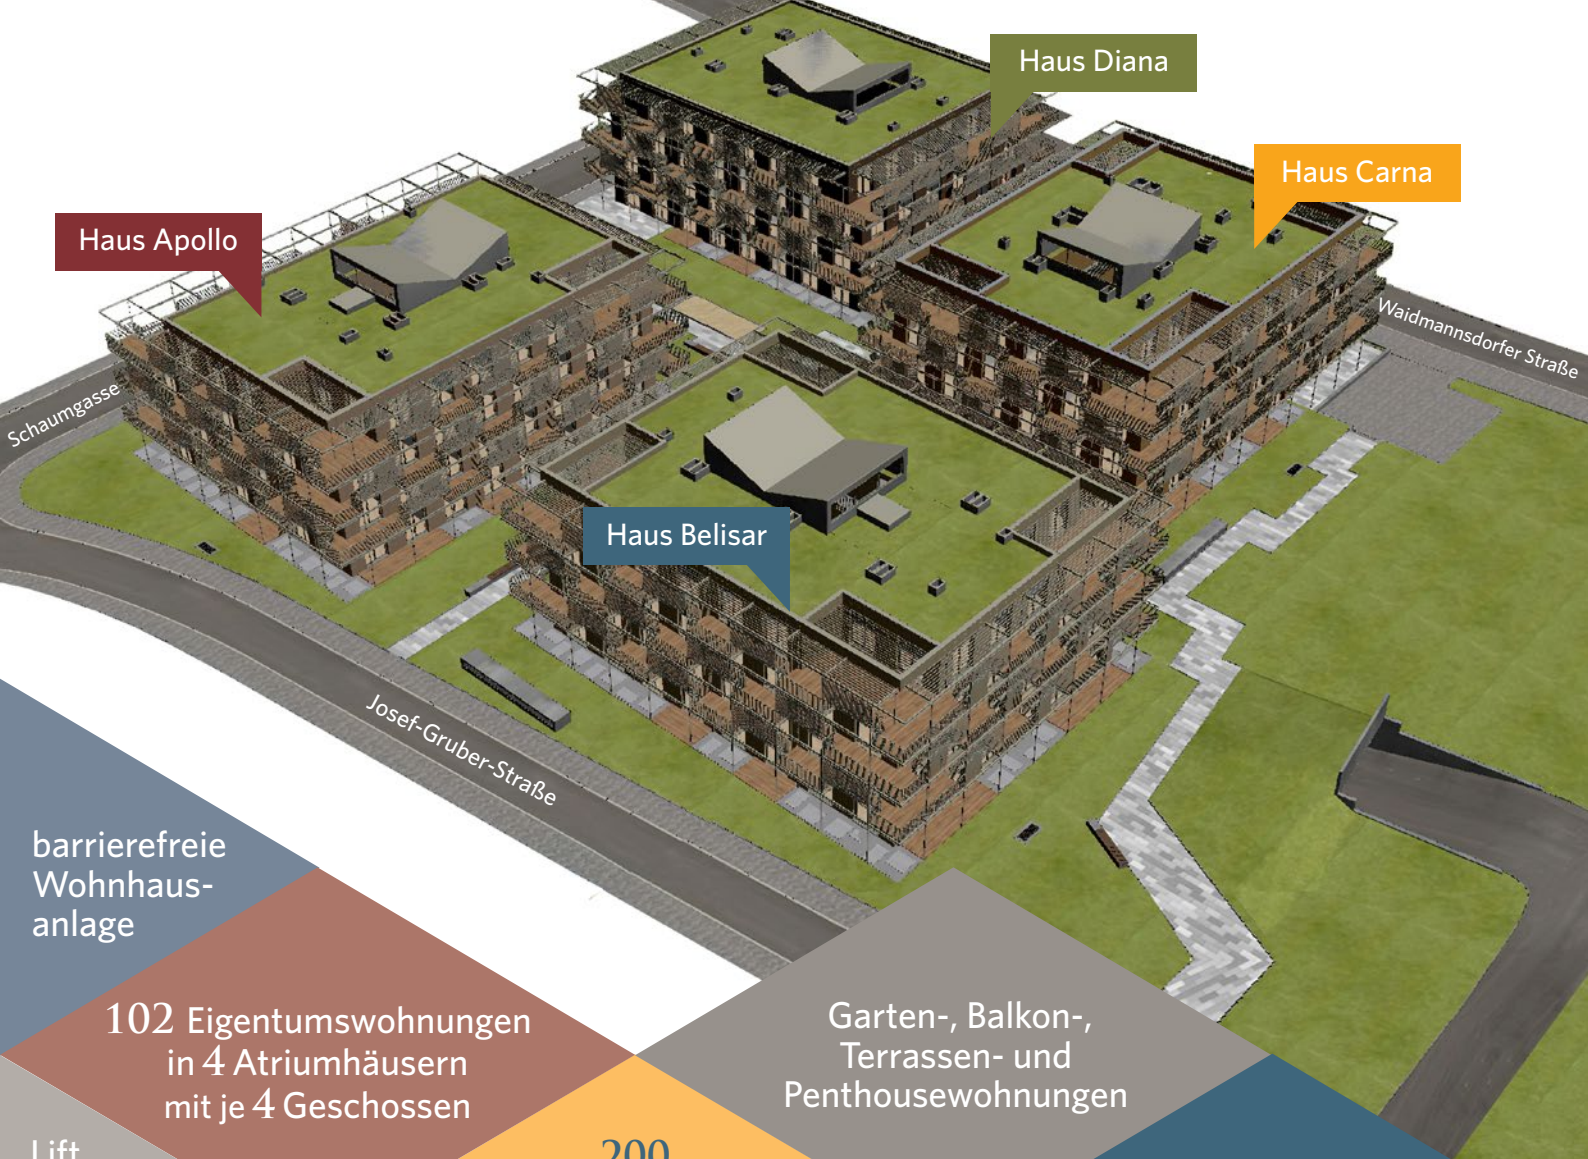 Haus Diana
Haus Carna
Haus Apollo
Waidmannsdorfer Straße
Schaumgasse
Haus Belisar
Josef-Gruber-Straße
barrierefreie
Wohnhaus-
anlage
102 Eigentumswohnungen
in 4 Atriumhäusern
mit je 4 Geschossen
Garten-, Balkon-,
Terrassen- und
Penthousewohnungen
Lift
200